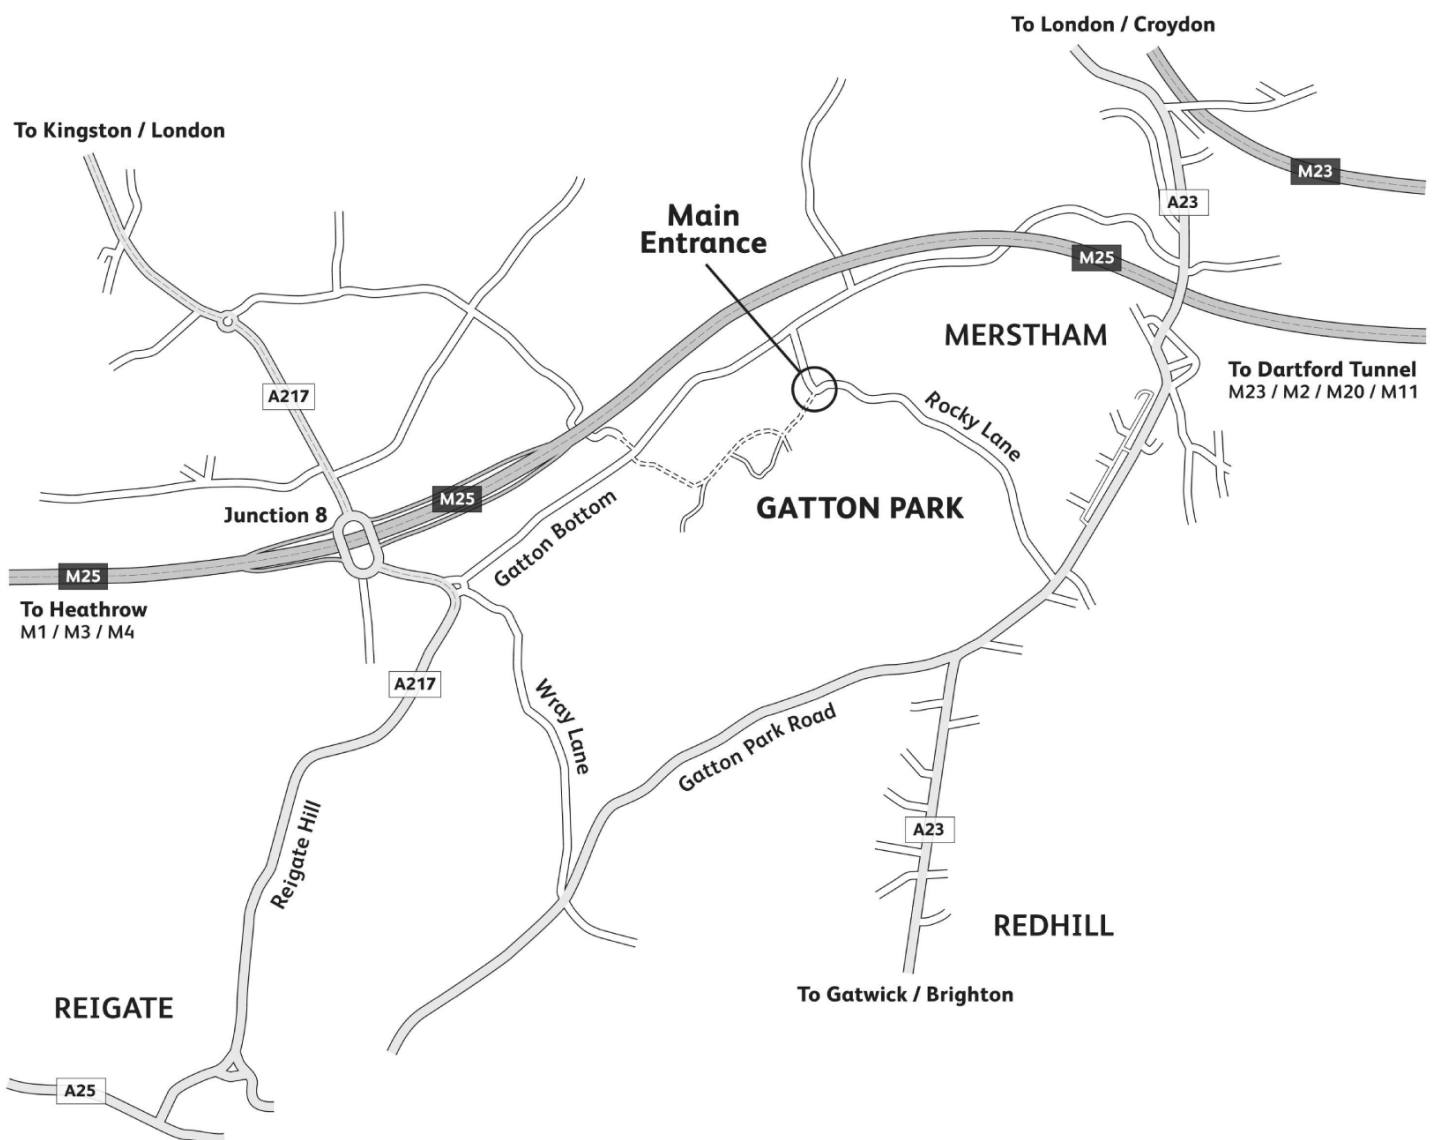 To London / Croydon
To Kingston / London
M23
A23
Main
Entrance
M25
MERSTHAM
To Dartford Tunnel
M23 / M2 / M20 / M11
A217
Rocky Lane
M25
GATTON PARK
Junction 8
Gatton Bottom
M25
To Heathrow
M1 / M3 / M4
A217
Wray Lane
Gatton Park Road
Reigate Hill
A23
REDHILL
To Gatwick / Brighton
REIGATE
A25